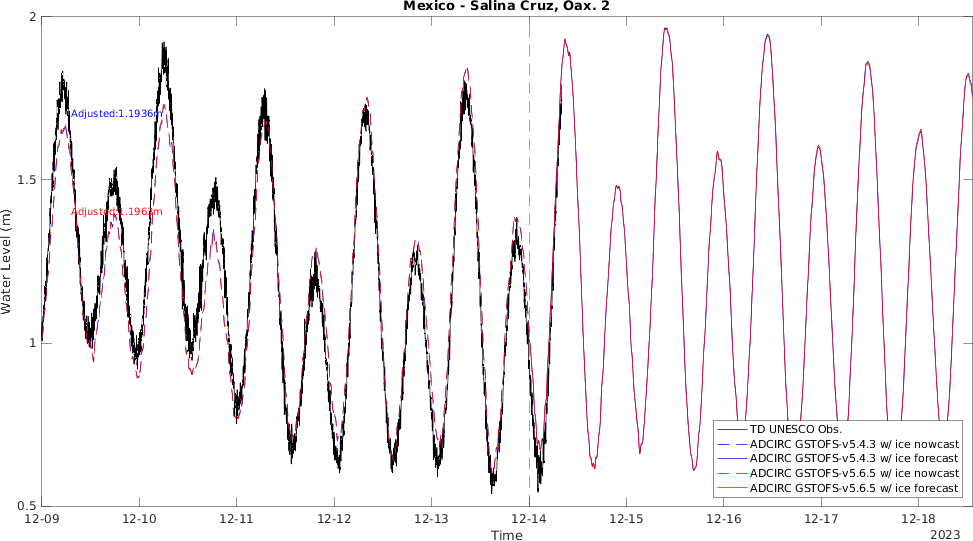 Mexico - Salina Cruz, Oax. 2
2
Adjusted:1.1936m
1.5
Adjusted:1.1963m
Water Level (m)
1
TD UNESCO Obs.
ADCIRC GSTOFS-v5.4.3 w/ ice nowcast
ADCIRC GSTOFS-v5.4.3 w/ ice forecast
ADCIRC GSTOFS-v5.6.5 w/ ice nowcast
ADCIRC GSTOFS-v5.6.5 w/ ice forecast
0.5
12-09 12-10 12-11 12-12 12-13 12-14 12-15 12-16 12-17 12-18
Time
2023